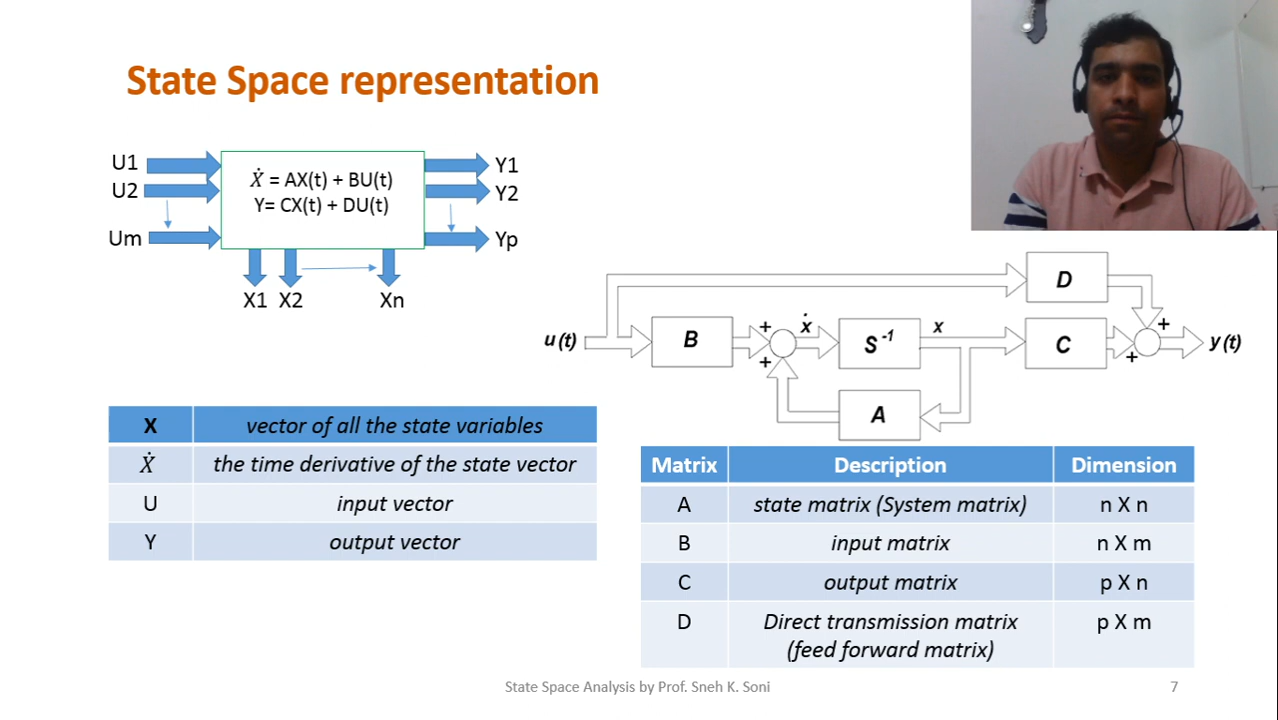 State Space representation
U1
U2
Um
Ẋ = AX(t) + BU(t)
Y= CX(t) + DU(t)
Y1
Y2
Yp
X1 X2 Xn
D
u(t) B + + ẋ S⁻¹ x C + + y(t)
A
X vector of all the state variables
Ẋ the time derivative of the state vector
U input vector
Y output vector
Matrix Description Dimension
A state matrix (System matrix) n X n
B input matrix n X m
C output matrix p X n
D Direct transmission matrix p X m
(feed forward matrix)
State Space Analysis by Prof. Sneh K. Soni 7